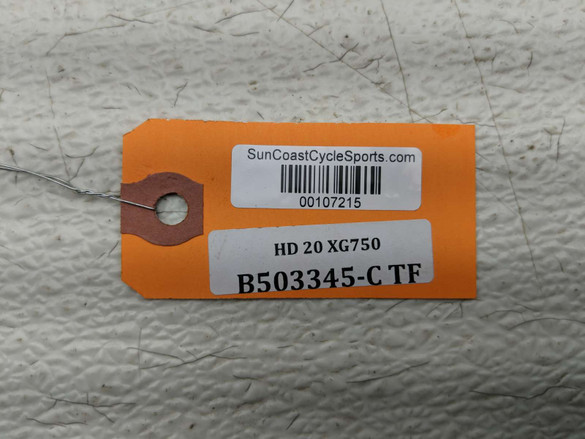 SunCoastCycleSports.com
00107215
HD 20 XG750
B503345-C TF